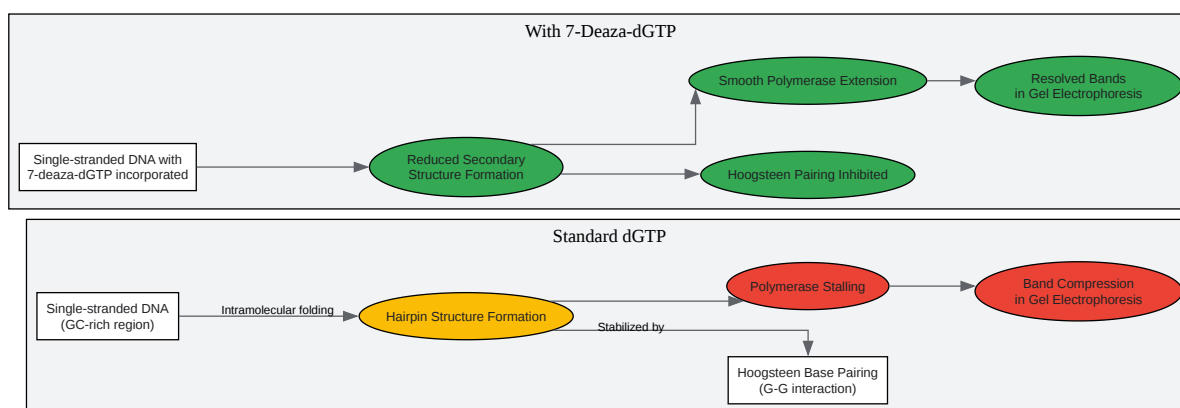 With 7-Deaza-dGTP
Smooth Polymerase Extension
Resolved Bands
in Gel Electrophoresis
Single-stranded DNA with
7-deaza-dGTP incorporated
Reduced Secondary
Structure Formation
Hoogsteen Pairing Inhibited
Standard dGTP
Single-stranded DNA
(GC-rich region)
Intramolecular folding
Hairpin Structure Formation
Polymerase Stalling
Band Compression
in Gel Electrophoresis
Stabilized by
Hoogsteen Base Pairing
(G-G interaction)